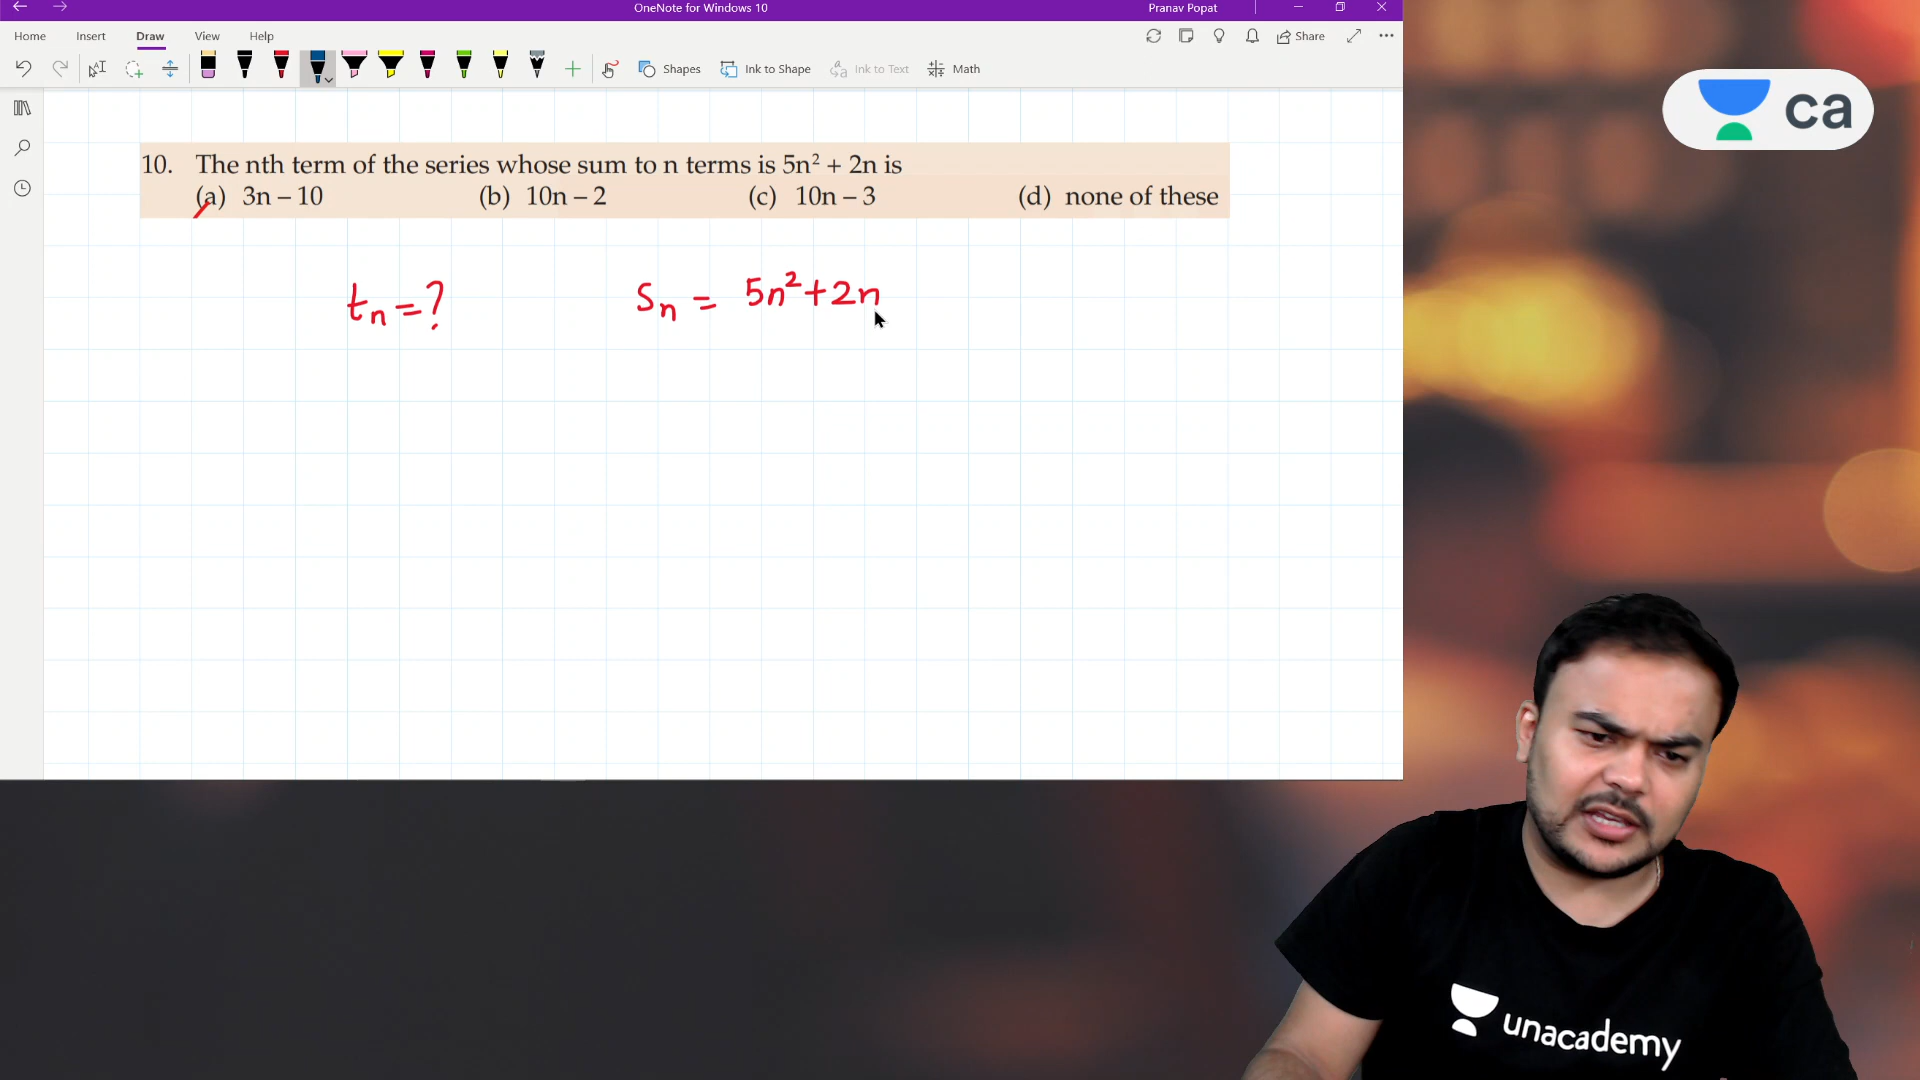 OneNote for Windows 10
Pranav Popat
Home Insert Draw View Help
Share
Shapes Ink to Shape Ink to Text Math
ca
10. The nth term of the series whose sum to n terms is 5n² + 2n is
(a) 3n – 10 (b) 10n – 2 (c) 10n – 3 (d) none of these
tₙ = ? Sₙ = 5n² + 2n
unacademy